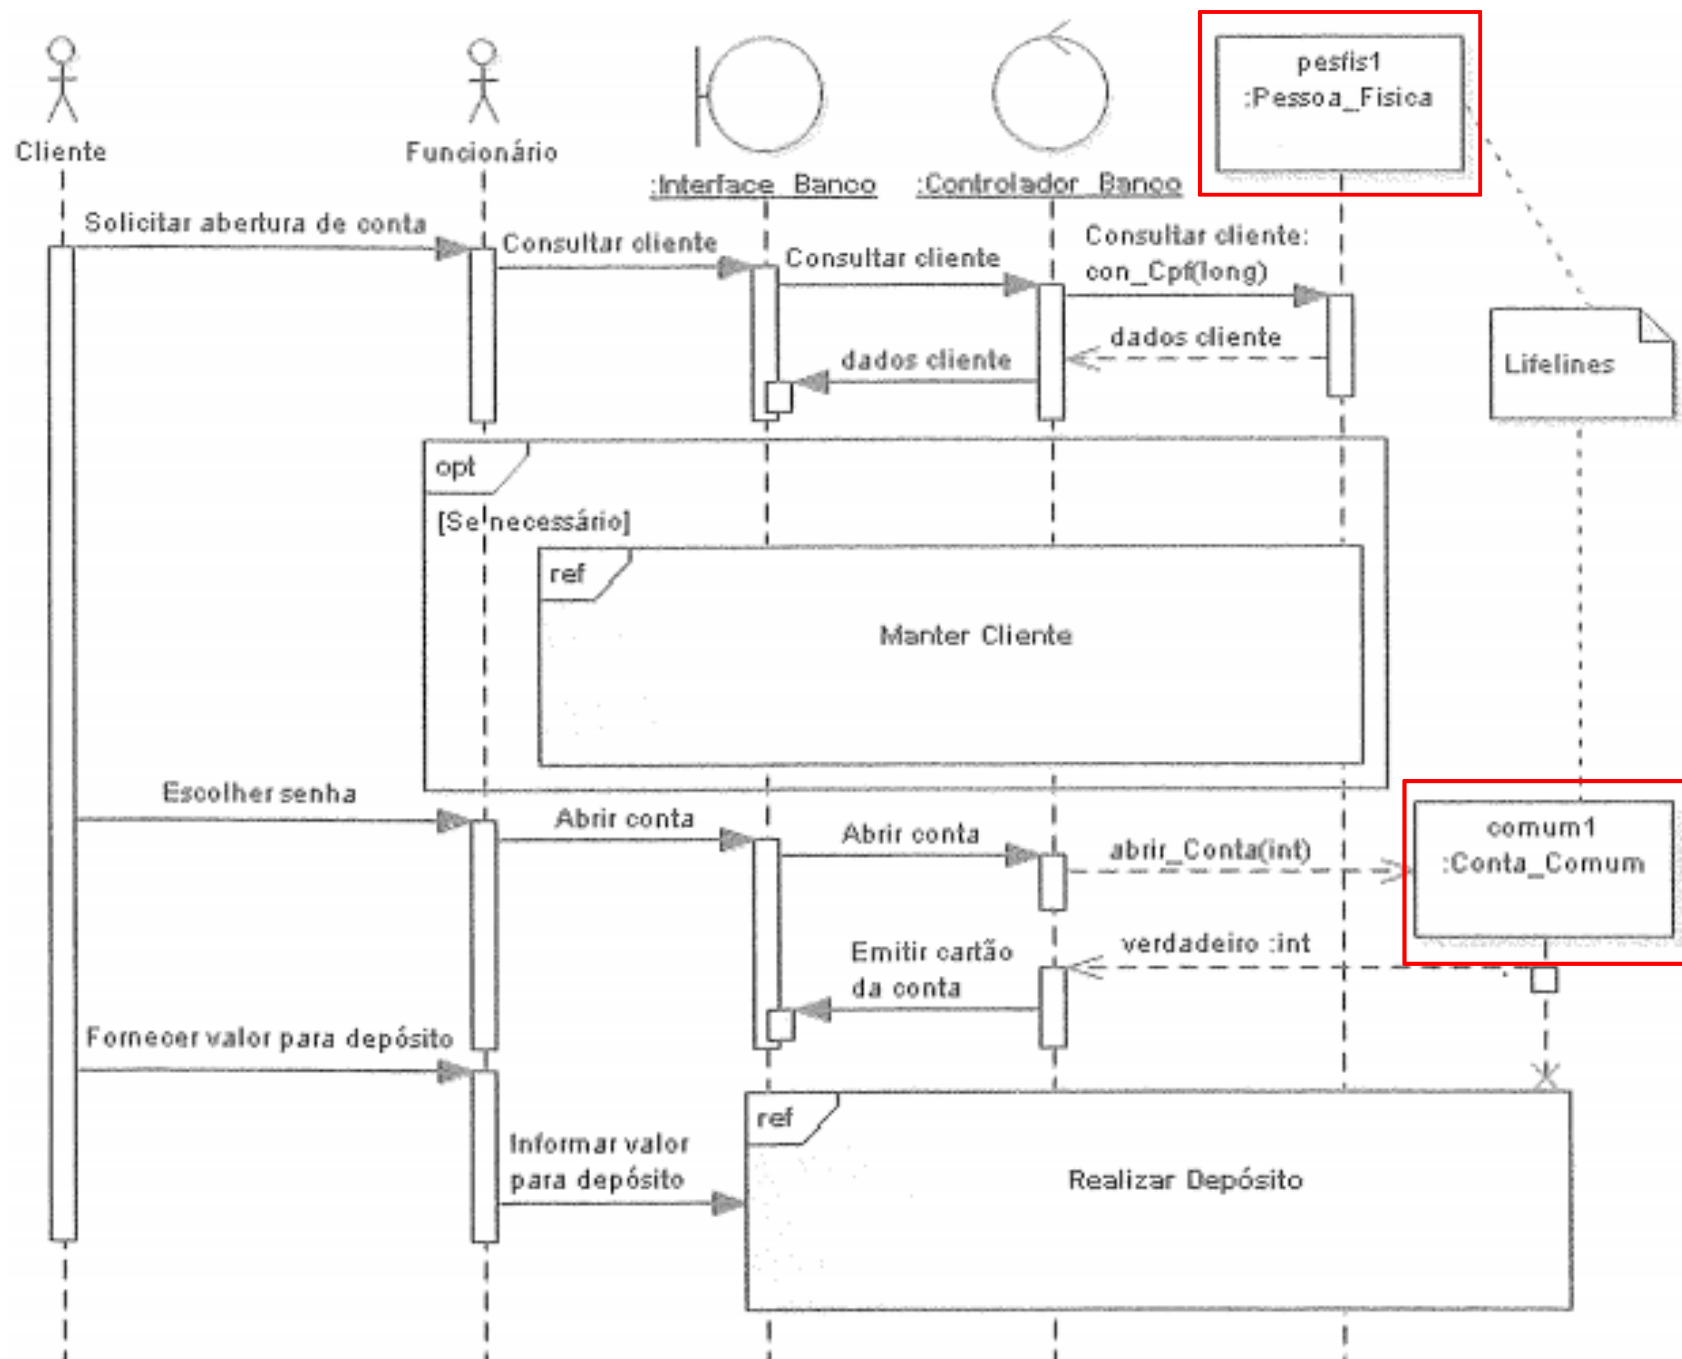 pesfis1
:Pessoa_Fisica
Cliente
Funcionário
:Interface_Banco
:Controlador_Banco
Solicitar abertura de conta
Consultar cliente
Consultar cliente
Consultar cliente:
con_Cpf(long)
dados cliente
dados cliente
Lifelines
opt
[Se necessário]
ref
Manter Cliente
Escolher senha
Abrir conta
Abrir conta
abrir_Conta(int)
comum1
:Conta_Comum
verdadeiro :int
Emitir cartão
da conta
Fornecer valor para depósito
ref
Informar valor
para depósito
Realizar Depósito